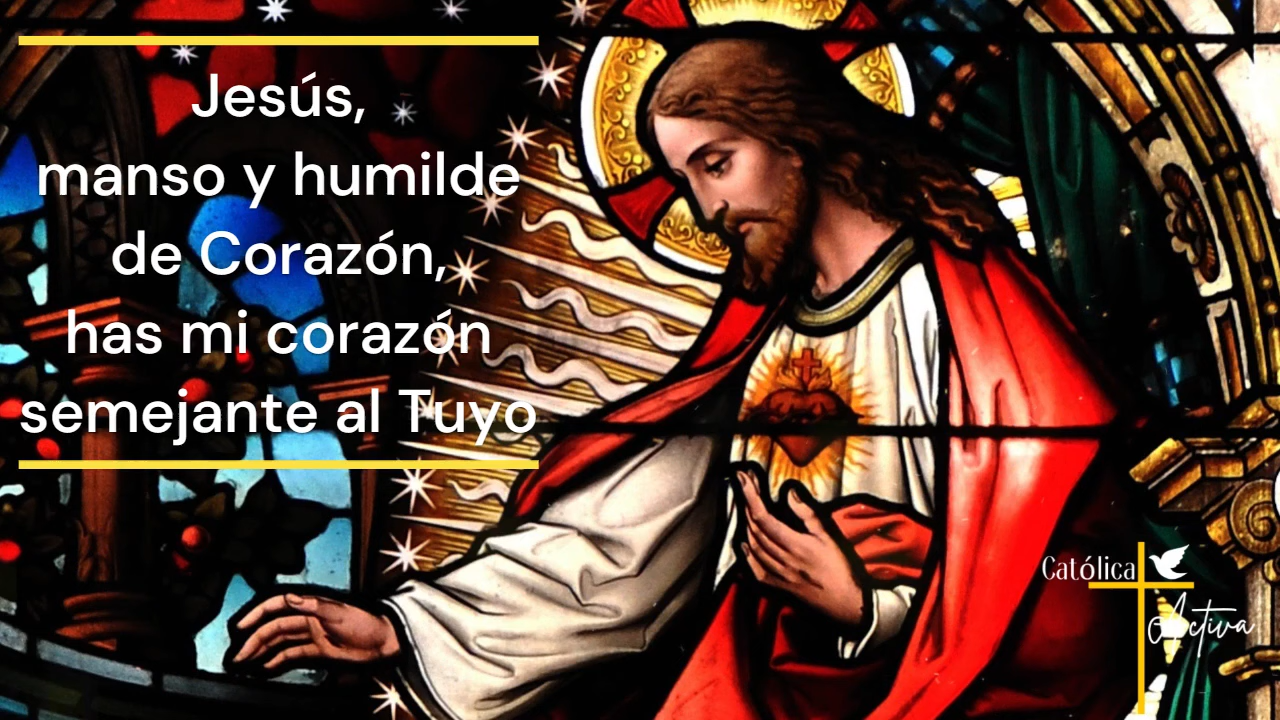 Jesús,
manso y humilde
de Corazón,
has mi corazón
semejante al Tuyo
Católica
Activa